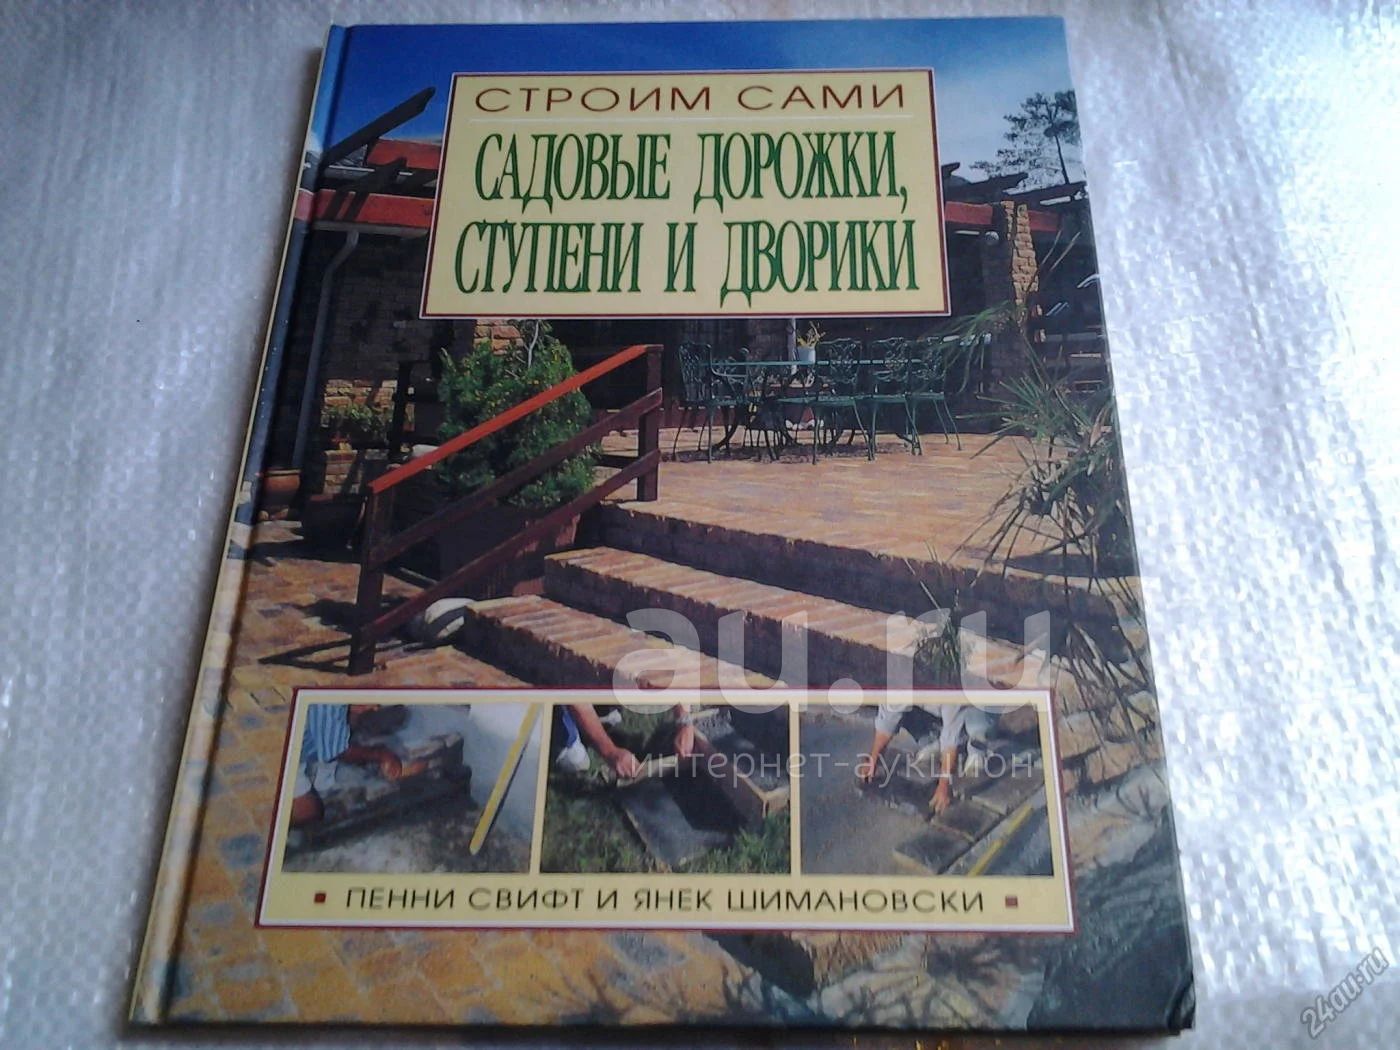 СТРОИМ САМИ
САДОВЫЕ ДОРОЖКИ,
СТУПЕНИ И ДВОРИКИ
au.ru
интернет-аукцион
ПЕННИ СВИФТ И ЯНЕК ШИМАНОВСКИ
24au.ru